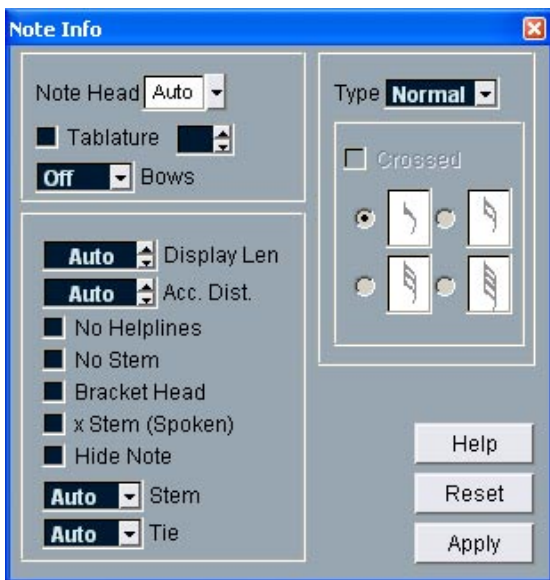 Note Info
Note Head Auto
Tablature
Off Bows
Auto Display Len
Auto Acc. Dist.
No Helplines
No Stem
Bracket Head
x Stem (Spoken)
Hide Note
Auto Stem
Auto Tie
Type Normal
Crossed
Help
Reset
Apply